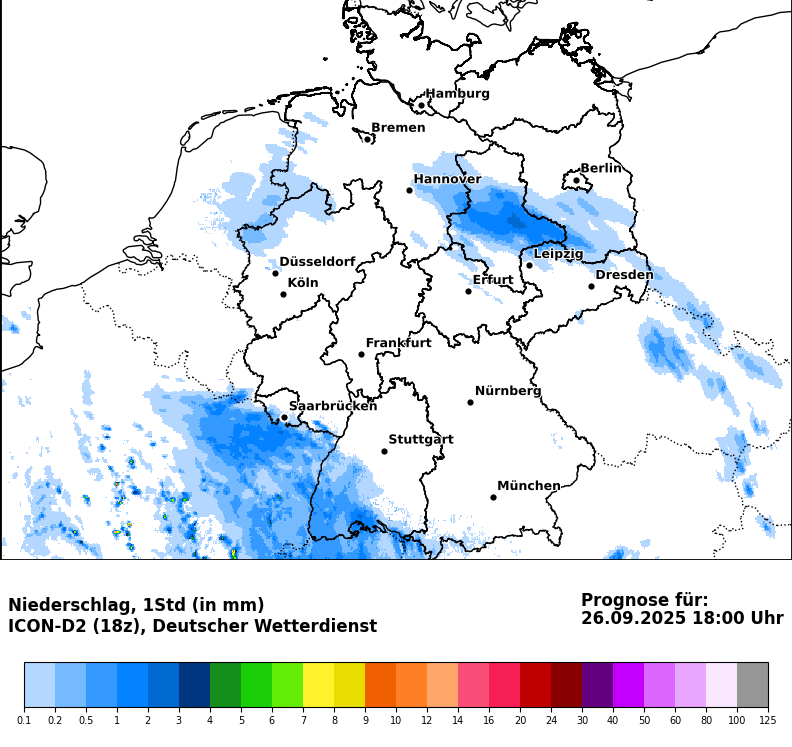 Hamburg
Bremen
Berlin
Hannover
Leipzig
Düsseldorf
Dresden
Köln
Erfurt
Frankfurt
Nürnberg
Saarbrücken
Stuttgart
München
Niederschlag, 1Std (in mm)
ICON-D2 (18z), Deutscher Wetterdienst
Prognose für:
26.09.2025 18:00 Uhr
0.1 0.2 0.5 1 2 3 4 5 6 7 8 9 10 12 14 16 20 24 30 40 50 60 80 100 125